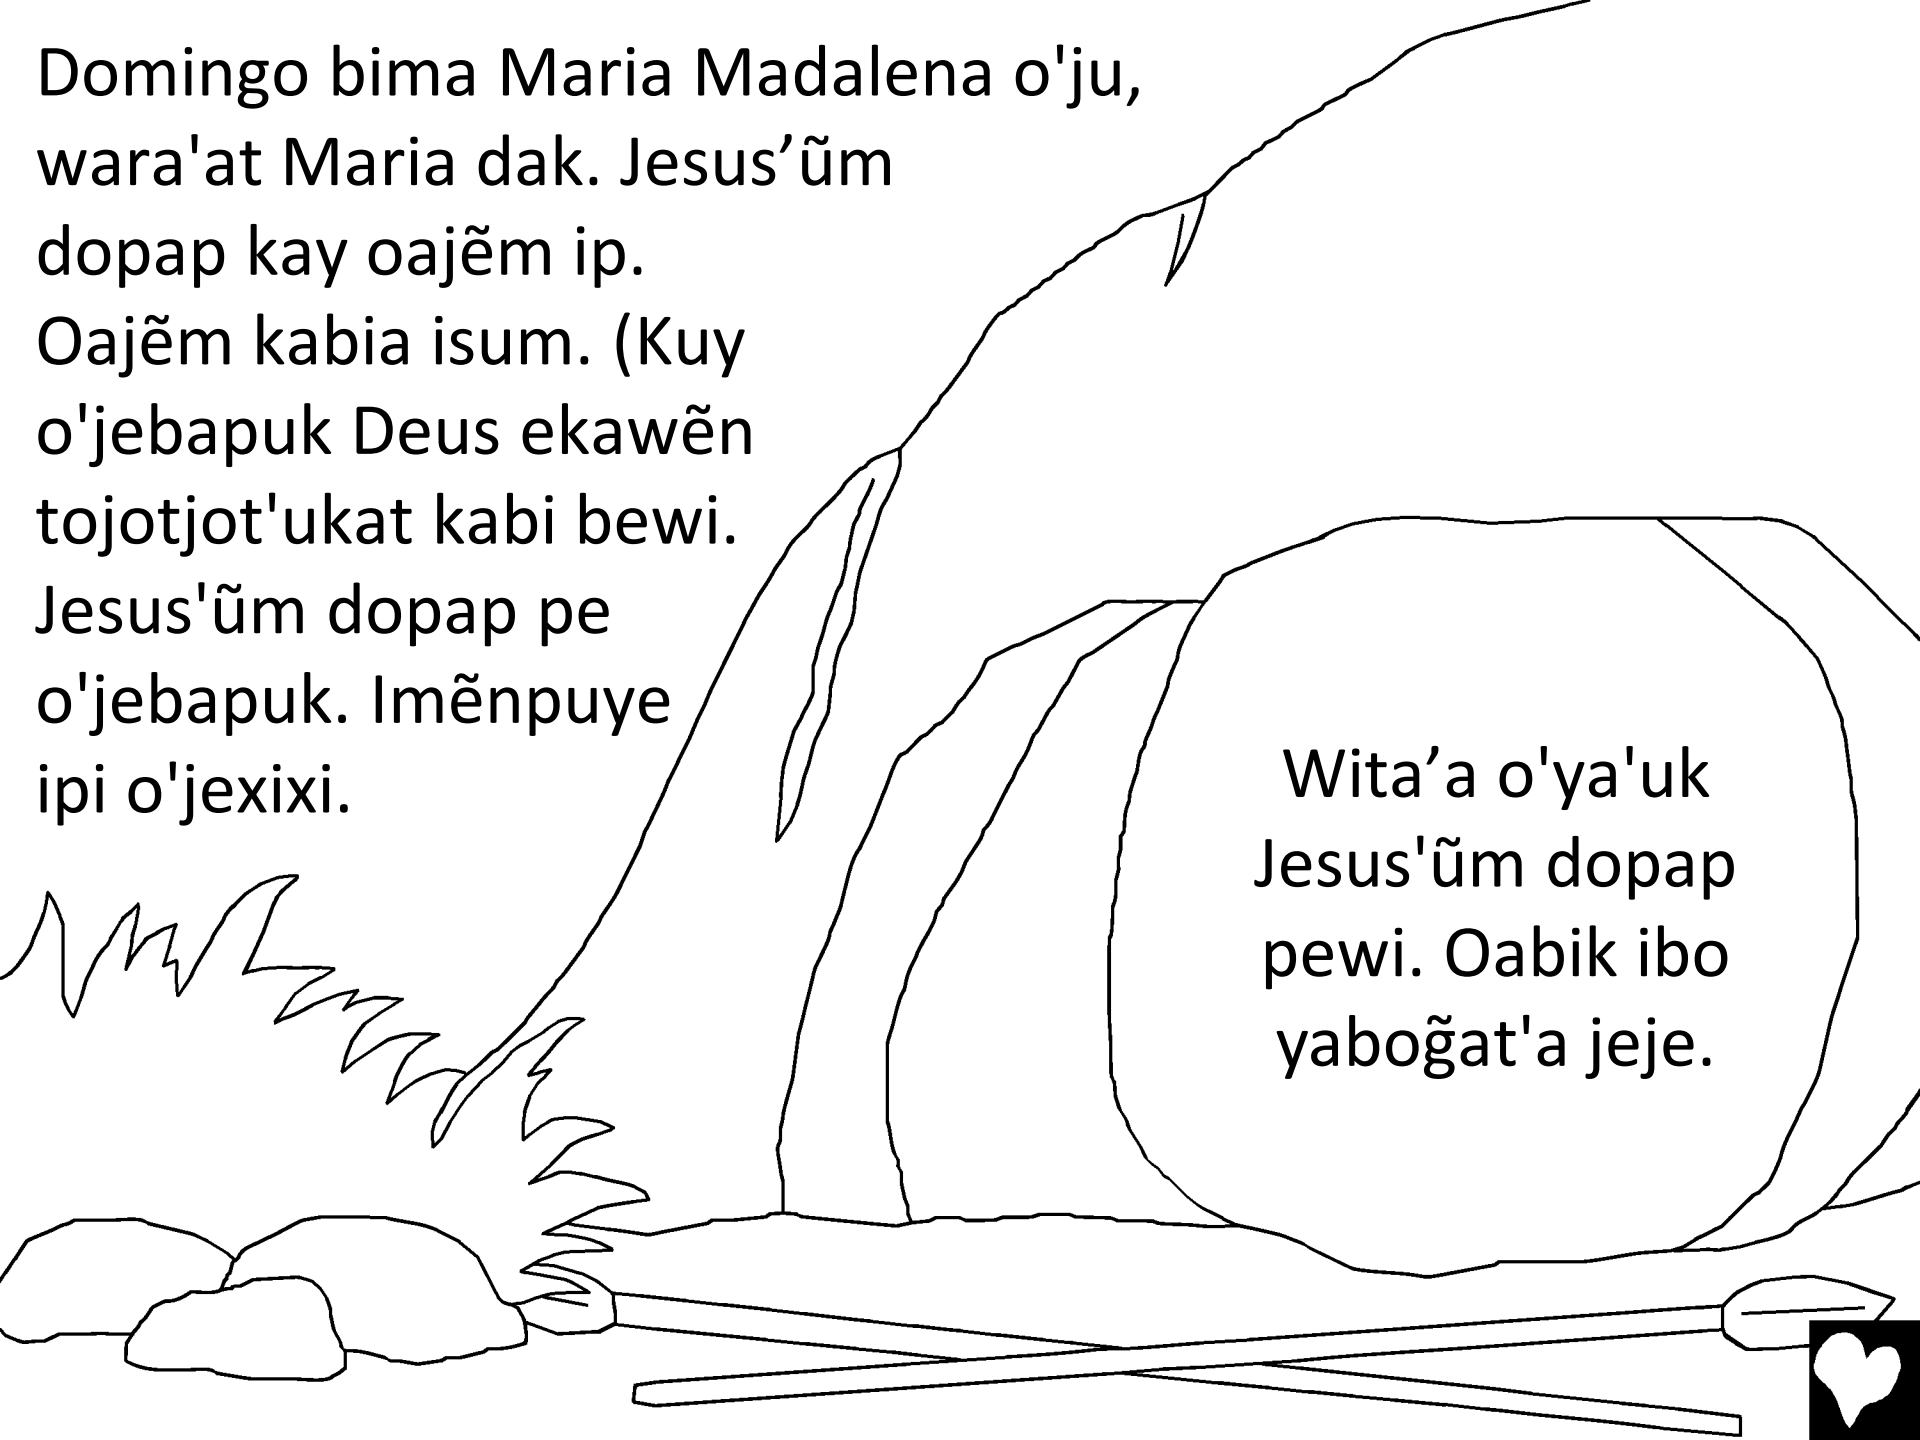 Domingo bima Maria Madalena o'ju,
wara'at Maria dak. Jesus’ũm
dopap kay oajẽm ip.
Oajẽm kabia isum. (Kuy
o'jebapuk Deus ekawẽn
tojotjot'ukat kabi bewi.
Jesus'ũm dopap pe
o'jebapuk. Imẽnpuye
ipi o'jexixi.
Wita’a o'ya'uk
Jesus'ũm dopap
pewi. Oabik ibo
yabog̃at'a jeje.